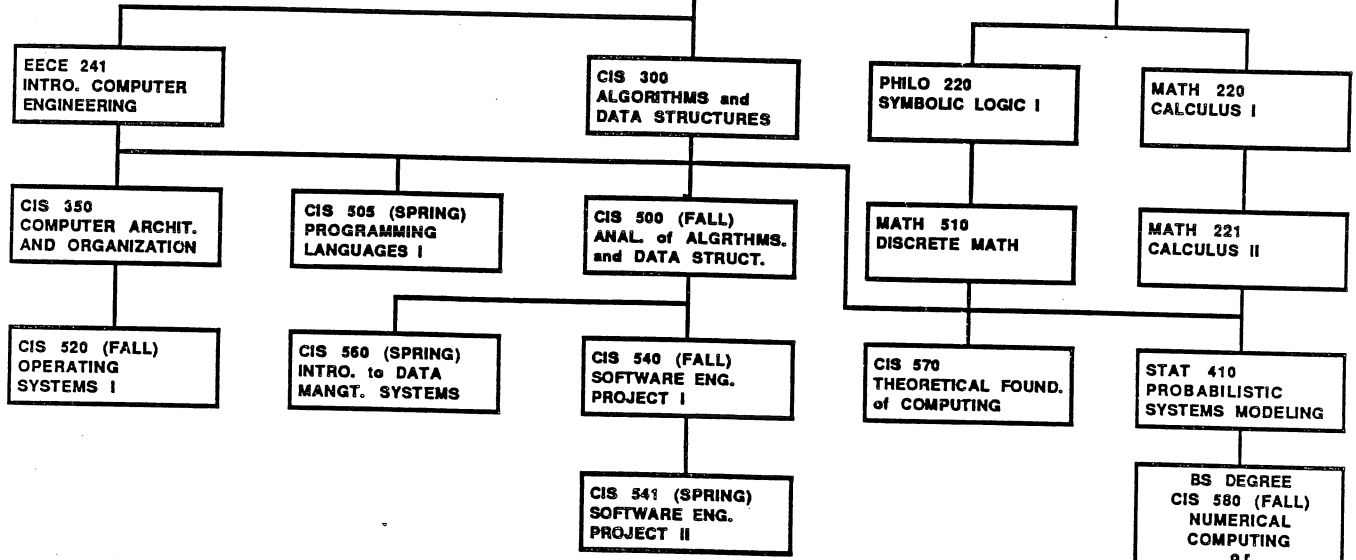 EECE 241
INTRO. COMPUTER
ENGINEERING
CIS 300
ALGORITHMS and
DATA STRUCTURES
PHILO 220
SYMBOLIC LOGIC I
MATH 220
CALCULUS I
CIS 350
COMPUTER ARCHIT.
AND ORGANIZATION
CIS 505 (SPRING)
PROGRAMMING
LANGUAGES I
CIS 500 (FALL)
ANAL. of ALGRTHMS.
and DATA STRUCT.
MATH 510
DISCRETE MATH
MATH 221
CALCULUS II
CIS 520 (FALL)
OPERATING
SYSTEMS I
CIS 560 (SPRING)
INTRO. to DATA
MANGT. SYSTEMS
CIS 540 (FALL)
SOFTWARE ENG.
PROJECT I
CIS 570
THEORETICAL FOUND.
of COMPUTING
STAT 410
PROBABILISTIC
SYSTEMS MODELING
CIS 541 (SPRING)
SOFTWARE ENG.
PROJECT II
BS DEGREE
CIS 580 (FALL)
NUMERICAL
COMPUTING
or